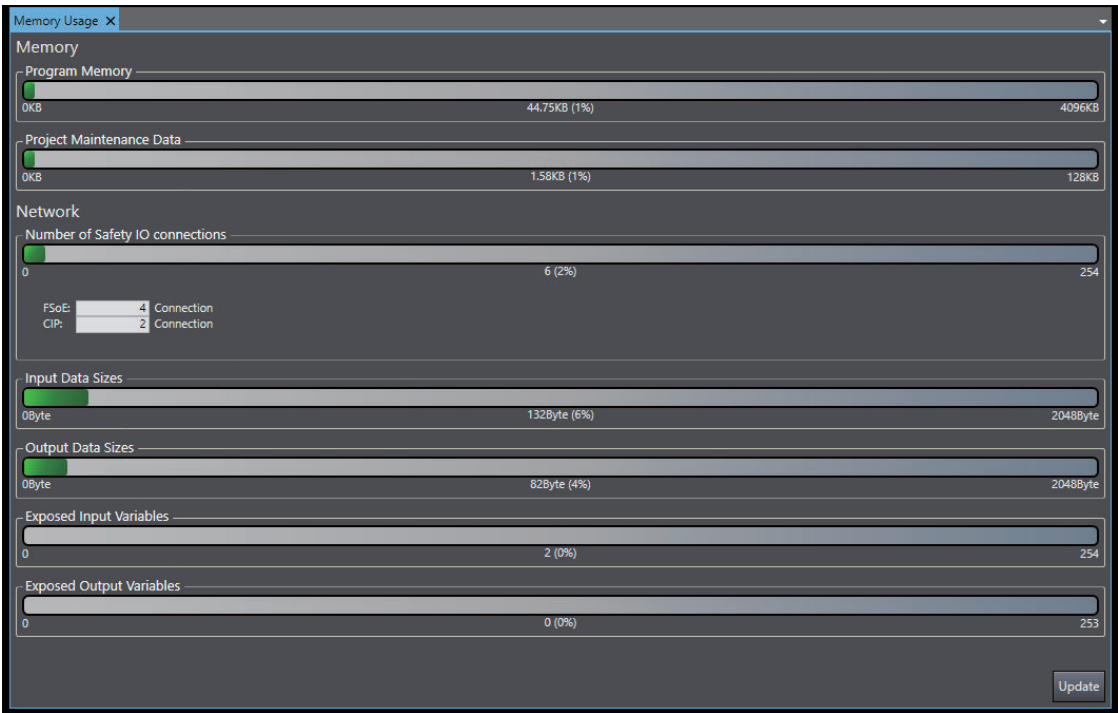 Memory Usage X
Memory
Program Memory
0KB 44.75KB (1%) 4096KB
Project Maintenance Data
0KB 1.58KB (1%) 128KB
Network
Number of Safety IO connections
0 6 (2%) 254
FSoE: 4 Connection
CIP: 2 Connection
Input Data Sizes
0Byte 132Byte (6%) 2048Byte
Output Data Sizes
0Byte 82Byte (4%) 2048Byte
Exposed Input Variables
0 2 (0%) 254
Exposed Output Variables
0 0 (0%) 253
Update